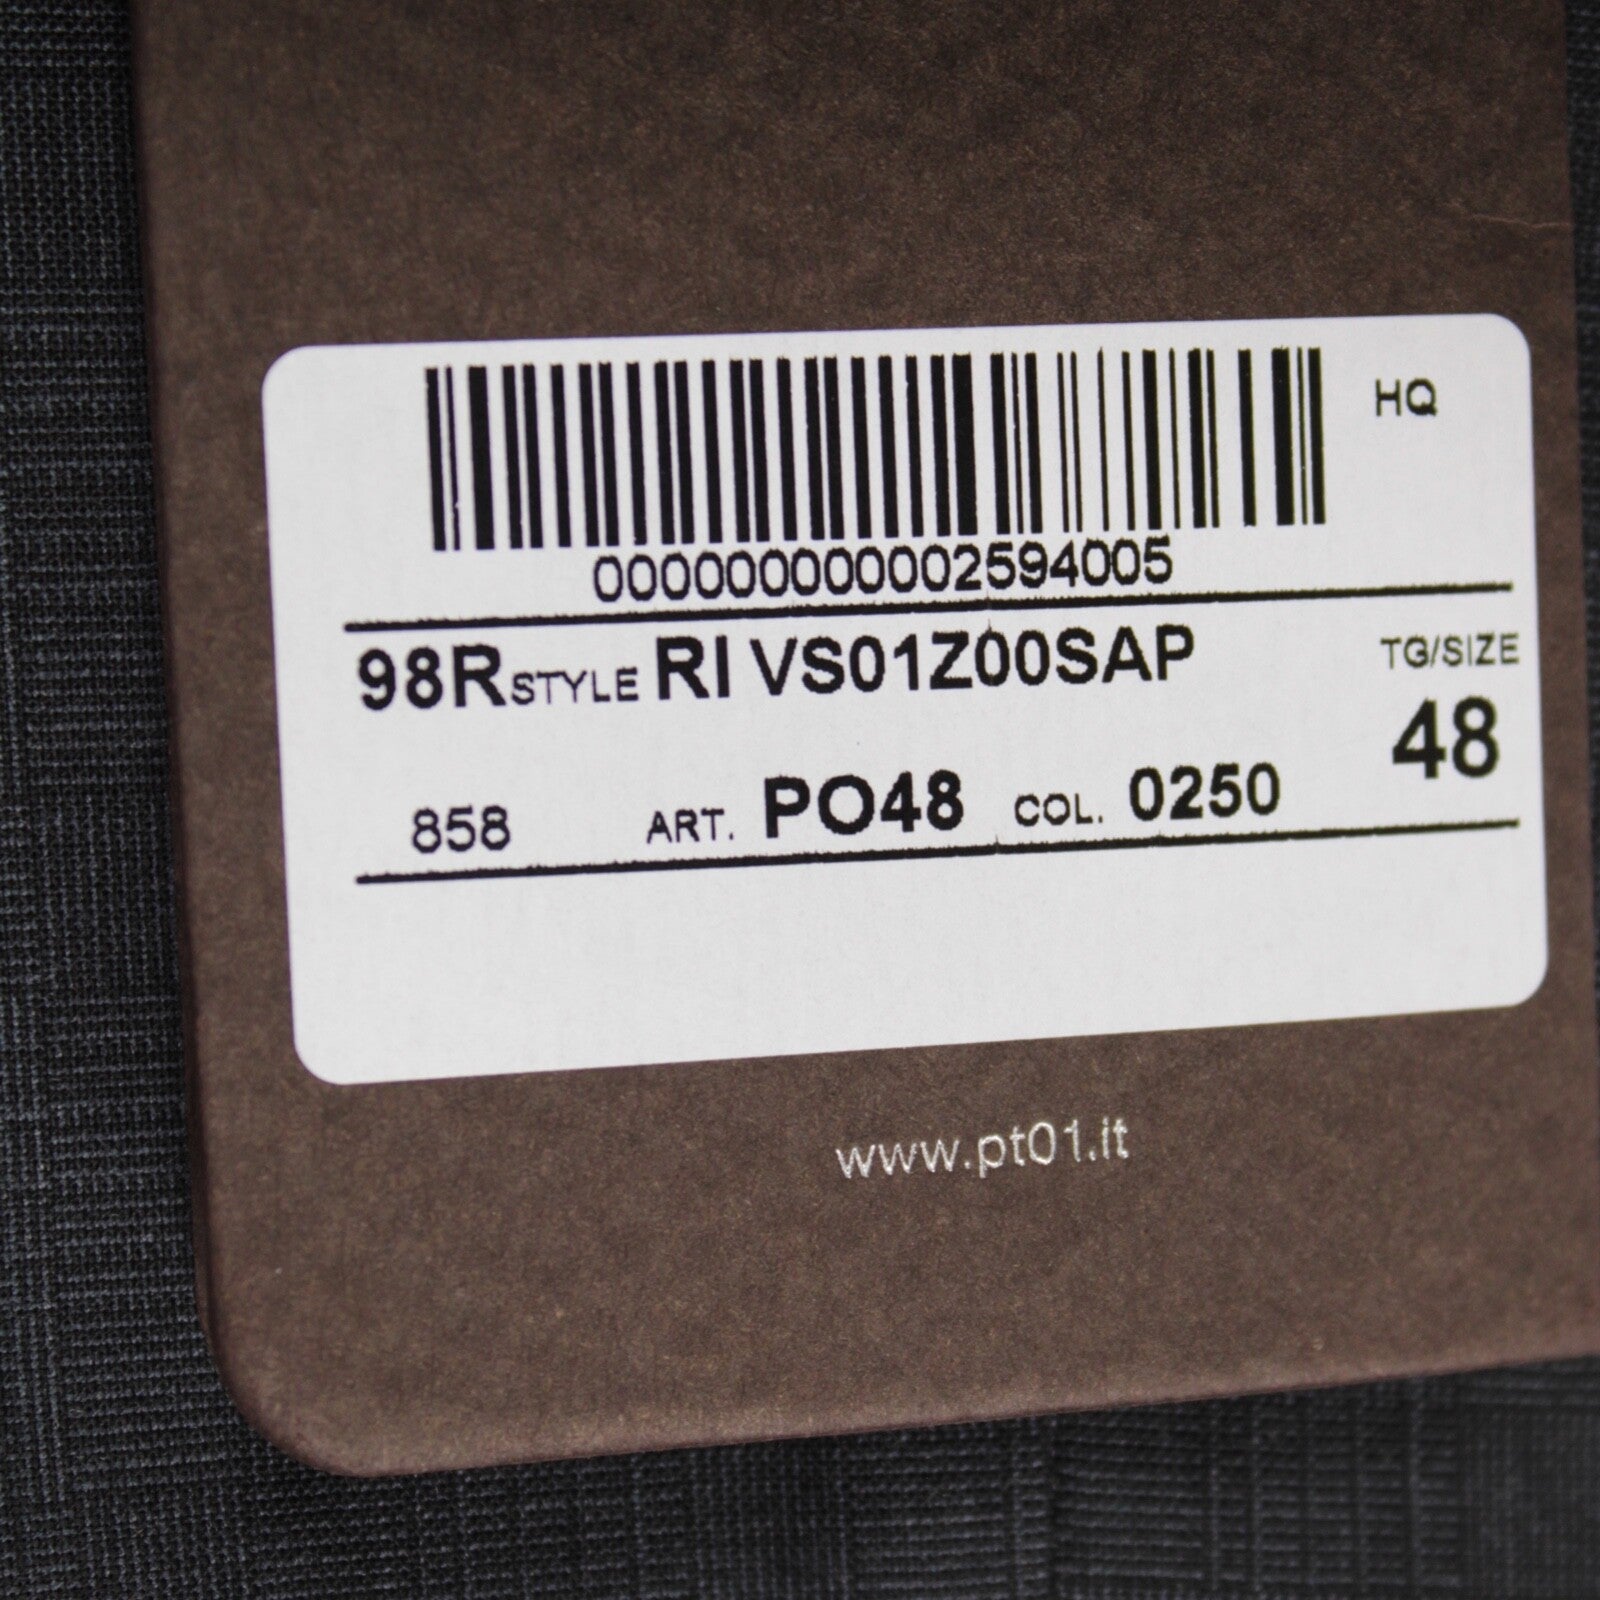 HQ
000000000002594005
98R STYLE RI VS01Z00SAP
TG/SIZE
48
858 ART. PO48 COL. 0250
www.pt01.it